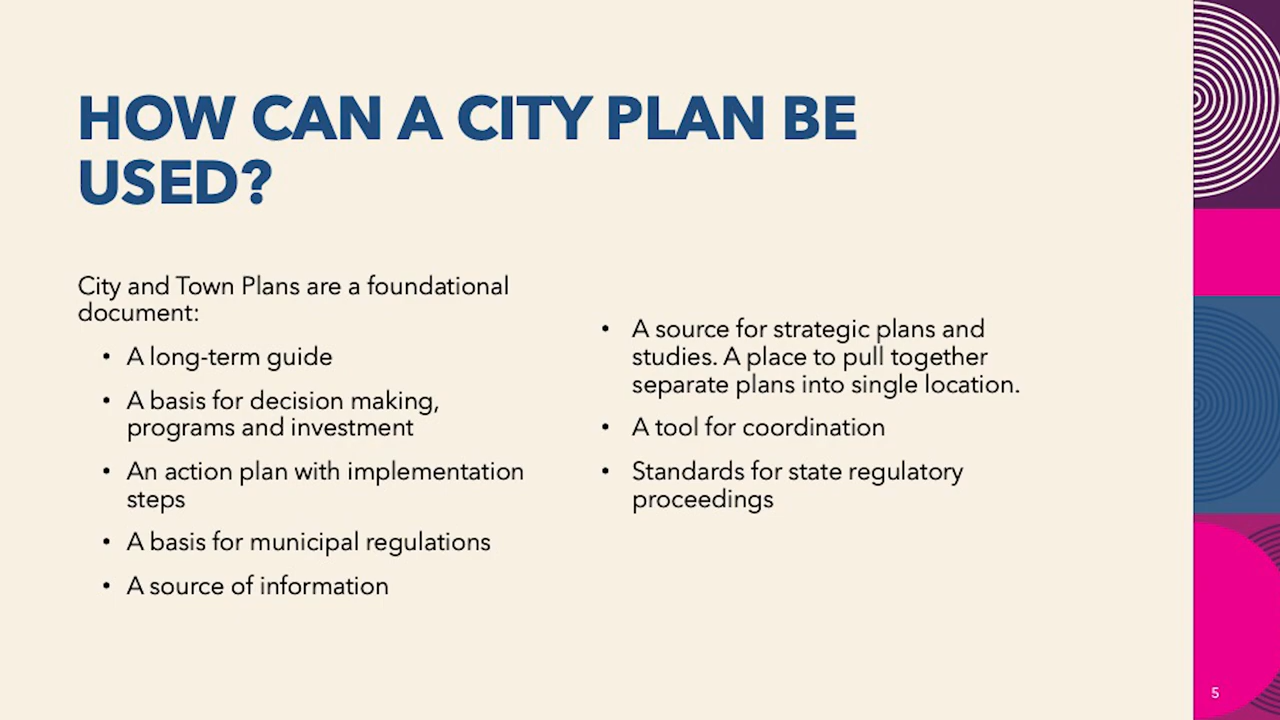 HOW CAN A CITY PLAN BE
USED?
City and Town Plans are a foundational
document:
• A long-term guide
• A basis for decision making,
programs and investment
• An action plan with implementation
steps
• A basis for municipal regulations
• A source of information
• A source for strategic plans and
studies. A place to pull together
separate plans into single location.
• A tool for coordination
• Standards for state regulatory
proceedings
5